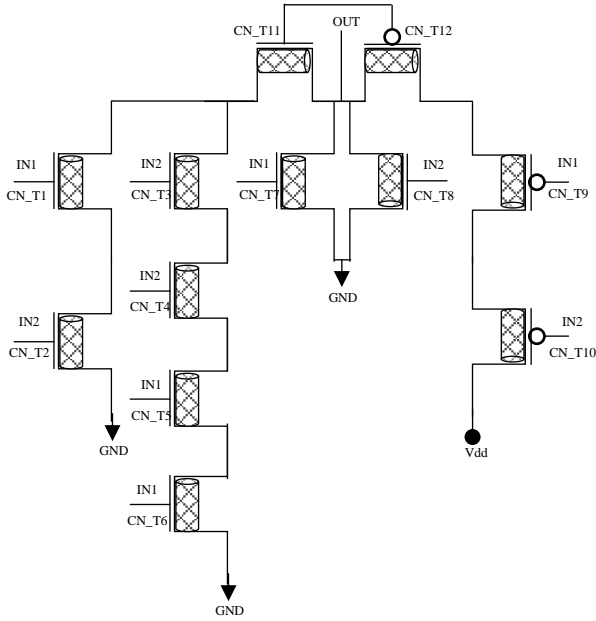 CN_T11
OUT
CN_T12
IN1
CN_T1
IN2
CN_T3
IN1
CN_T7
IN2
CN_T8
IN1
CN_T9
IN2
CN_T4
GND
IN2
CN_T2
IN1
CN_T5
IN2
CN_T10
GND
Vdd
IN1
CN_T6
GND